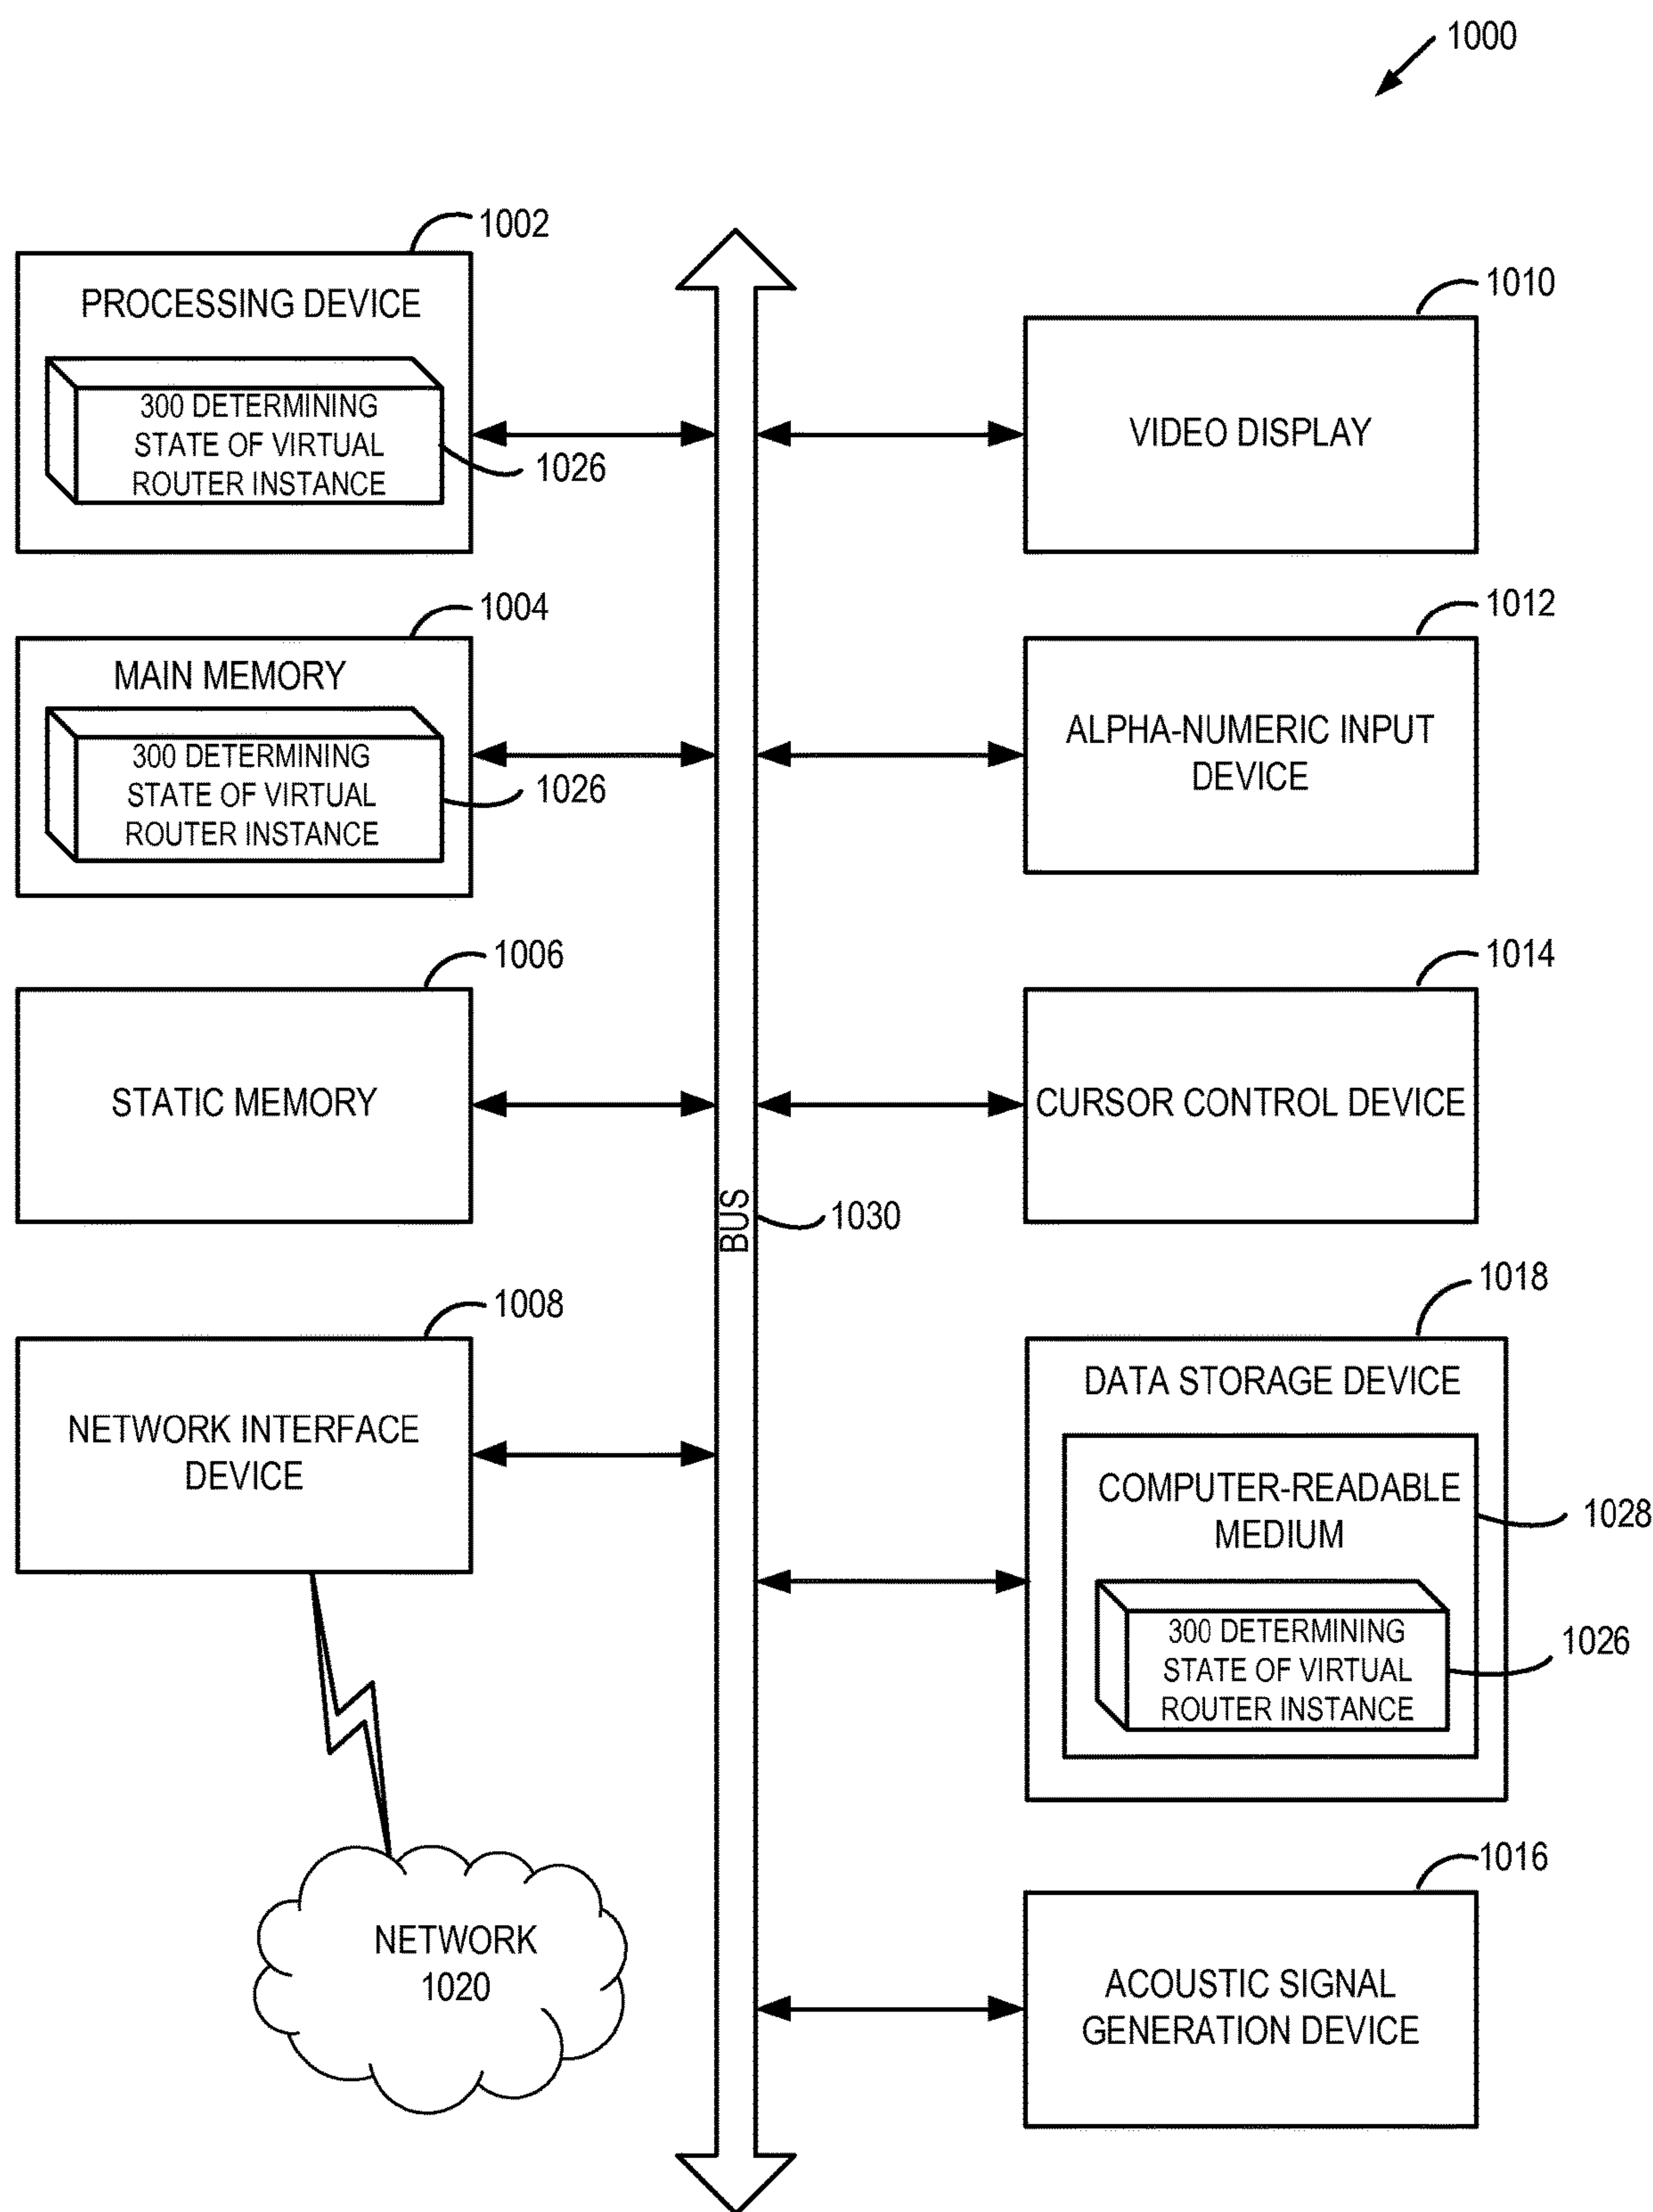 1000
1002
PROCESSING DEVICE
300 DETERMINING
STATE OF VIRTUAL
ROUTER INSTANCE
1026
1010
VIDEO DISPLAY
1004
MAIN MEMORY
300 DETERMINING
STATE OF VIRTUAL
ROUTER INSTANCE
1026
1012
ALPHA-NUMERIC INPUT
DEVICE
1006
STATIC MEMORY
1014
CURSOR CONTROL DEVICE
BUS
1030
1008
NETWORK INTERFACE
DEVICE
1018
DATA STORAGE DEVICE
COMPUTER-READABLE
MEDIUM
1028
300 DETERMINING
STATE OF VIRTUAL
ROUTER INSTANCE
1026
NETWORK
1020
1016
ACOUSTIC SIGNAL
GENERATION DEVICE